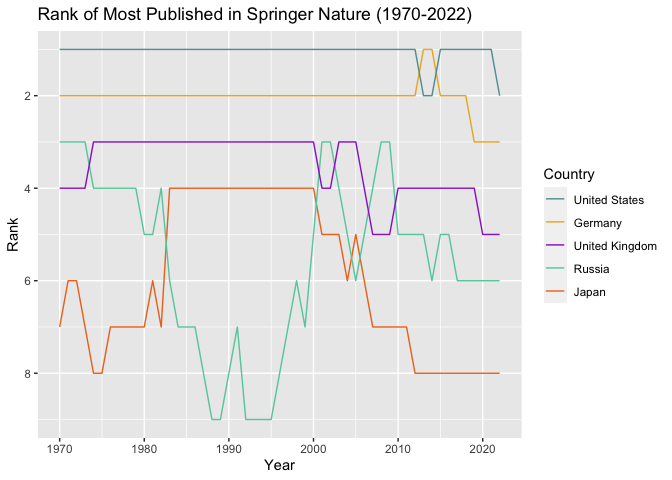 Rank of Most Published in Springer Nature (1970-2022)
2
4
6
8
Rank
1970 1980 1990 2000 2010 2020
Year
Country
United States
Germany
United Kingdom
Russia
Japan